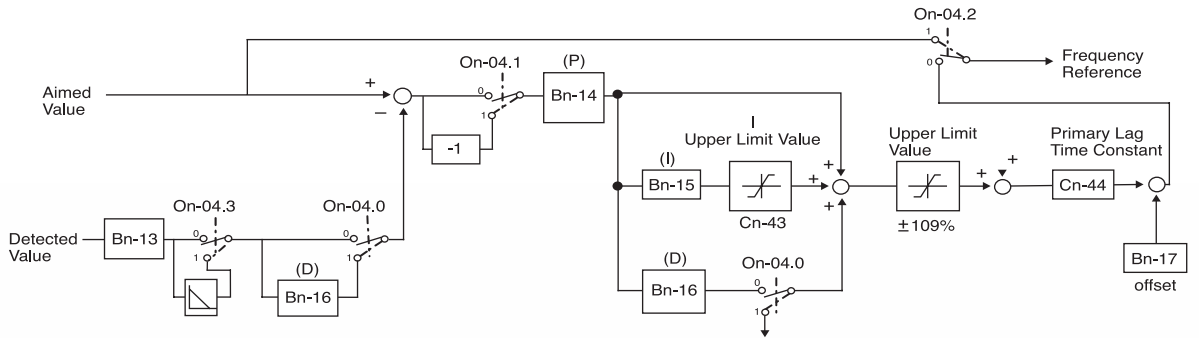 On-04.2
1
0
Frequency
Reference
Aimed
Value
+
−
On-04.1
0
1
-1
(P)
Bn-14
I
Upper Limit Value
(I)
Bn-15
Cn-43
+
+
+
Upper Limit
Value
±109%
+
+
Primary Lag
Time Constant
Cn-44
Bn-17
offset
Detected
Value
Bn-13
On-04.3
0
1
On-04.0
0
1
(D)
Bn-16
(D)
Bn-16
On-04.0
0
1